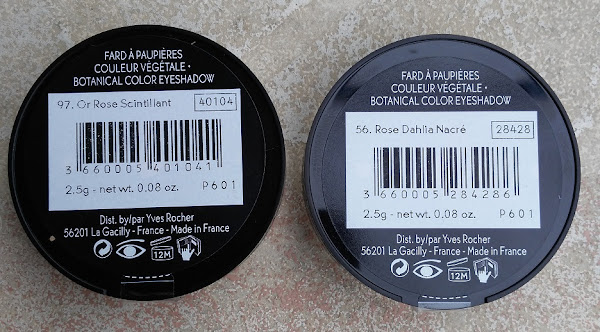 FARD À PAUPIÈRES
COULEUR VÉGÉTALE •
BOTANICAL COLOR EYESHADOW
97. Or Rose Scintillant 40104
3 660005 401041
2.5g - net wt. 0.08 oz. P601
Dist. by/par Yves Rocher
56201 La Gacilly - France - Made in France
12M
FARD À PAUPIÈRES
COULEUR VÉGÉTALE •
BOTANICAL COLOR EYESHADOW
56. Rose Dahlia Nacré 28428
3 660005 284286
2.5g - net wt. 0.08 oz. P601
Dist. by/par Yves Rocher
56201 La Gacilly - France - Made in France
12M